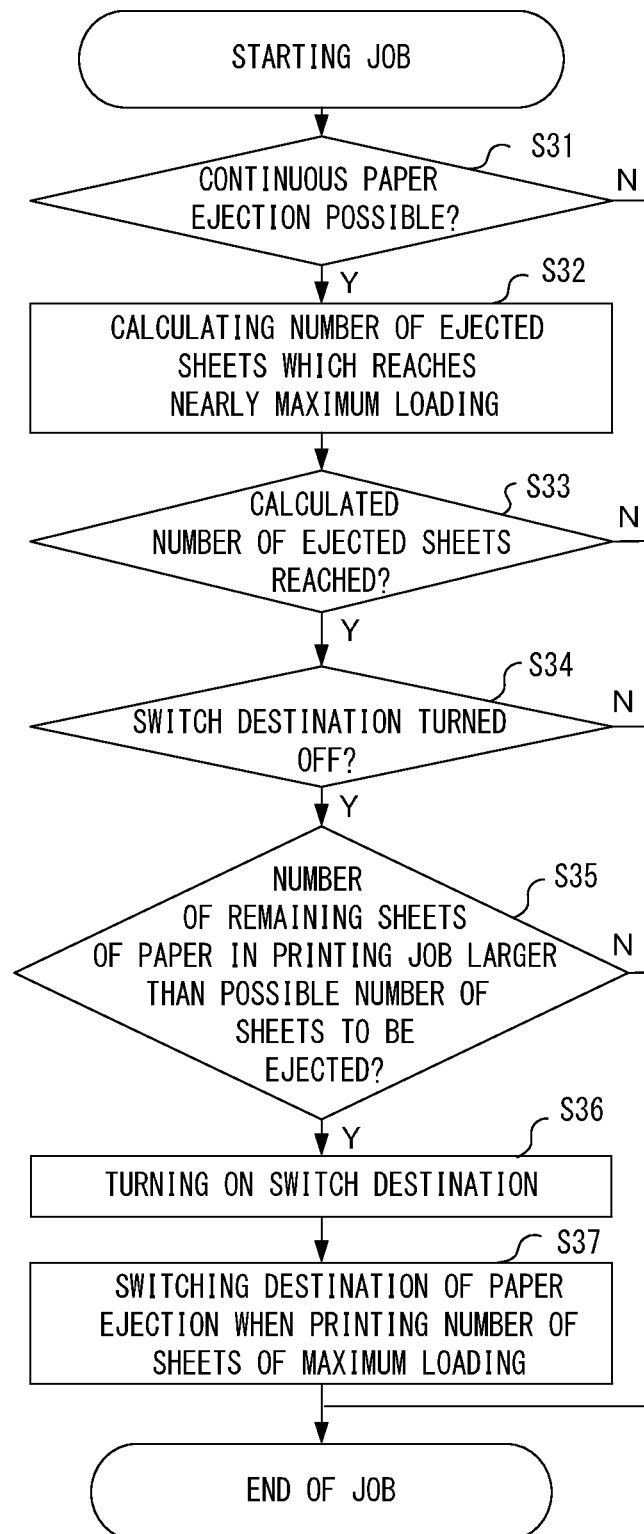 STARTING JOB
S31
CONTINUOUS PAPER
EJECTION POSSIBLE?
N
Y
S32
CALCULATING NUMBER OF EJECTED
SHEETS WHICH REACHES
NEARLY MAXIMUM LOADING
S33
CALCULATED
NUMBER OF EJECTED SHEETS
REACHED?
N
Y
S34
SWITCH DESTINATION TURNED
OFF?
N
Y
S35
NUMBER
OF REMAINING SHEETS
OF PAPER IN PRINTING JOB LARGER
THAN POSSIBLE NUMBER OF
SHEETS TO BE
EJECTED?
N
Y
S36
TURNING ON SWITCH DESTINATION
S37
SWITCHING DESTINATION OF PAPER
EJECTION WHEN PRINTING NUMBER OF
SHEETS OF MAXIMUM LOADING
END OF JOB